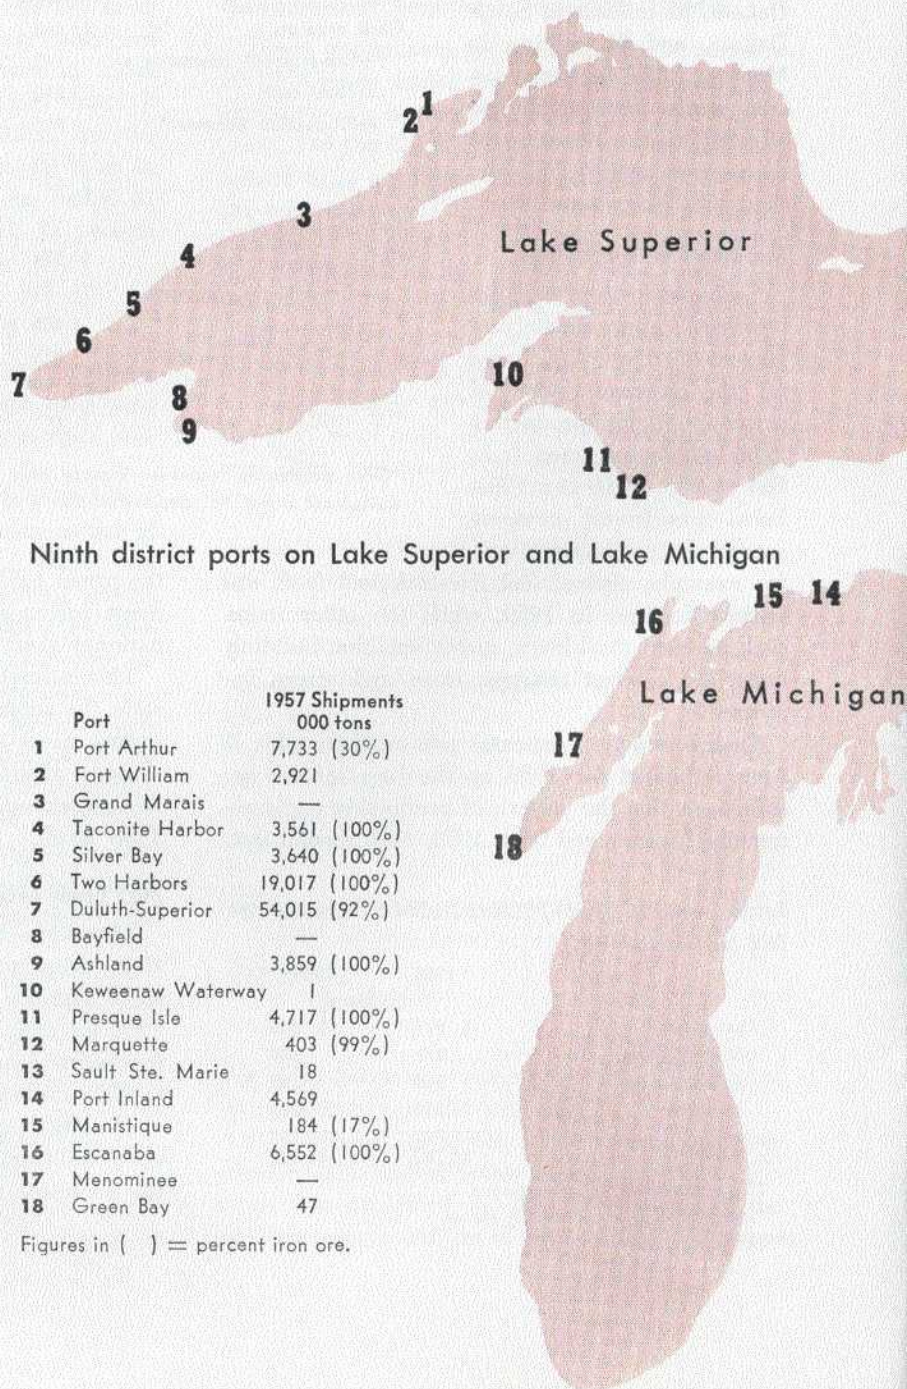 1
2
3
Lake Superior
4
5
6
7
10
8
9
11
12
Ninth district ports on Lake Superior and Lake Michigan
15 14
16
Lake Michigan
17
18
1957 Shipments
Port 000 tons
1 Port Arthur 7,733 (30%)
2 Fort William 2,921
3 Grand Marais —
4 Taconite Harbor 3,561 (100%)
5 Silver Bay 3,640 (100%)
6 Two Harbors 19,017 (100%)
7 Duluth-Superior 54,015 (92%)
8 Bayfield —
9 Ashland 3,859 (100%)
10 Keweenaw Waterway 1
11 Presque Isle 4,717 (100%)
12 Marquette 403 (99%)
13 Sault Ste. Marie 18
14 Port Inland 4,569
15 Manistique 184 (17%)
16 Escanaba 6,552 (100%)
17 Menominee —
18 Green Bay 47
Figures in ( ) = percent iron ore.